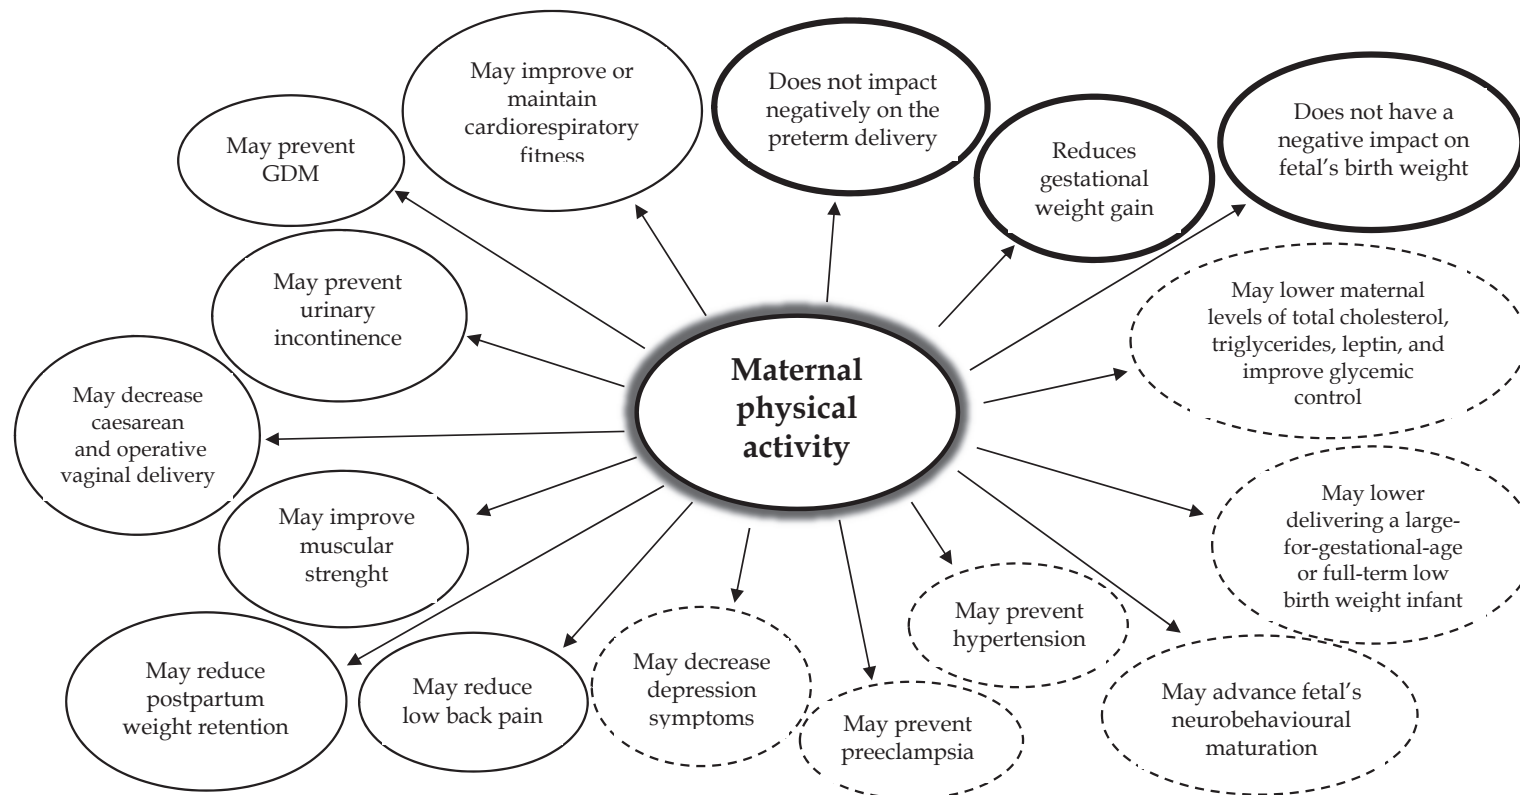 May improve or
maintain
cardiorespiratory
fitness
Does not impact
negatively on the
preterm delivery
Reduces
gestational
weight gain
Does not have a
negative impact on
fetal's birth weight
May prevent
GDM
May prevent
urinary
incontinence
May lower maternal
levels of total cholesterol,
triglycerides, leptin, and
improve glycemic
control
Maternal
physical
activity
May decrease
caesarean
and operative
vaginal delivery
May improve
muscular
strenght
May lower
delivering a large-
for-gestational-age
or full-term low
birth weight infant
May reduce
postpartum
weight retention
May reduce
low back pain
May decrease
depression
symptoms
May prevent
preeclampsia
May prevent
hypertension
May advance fetal's
neurobehavioural
maturation